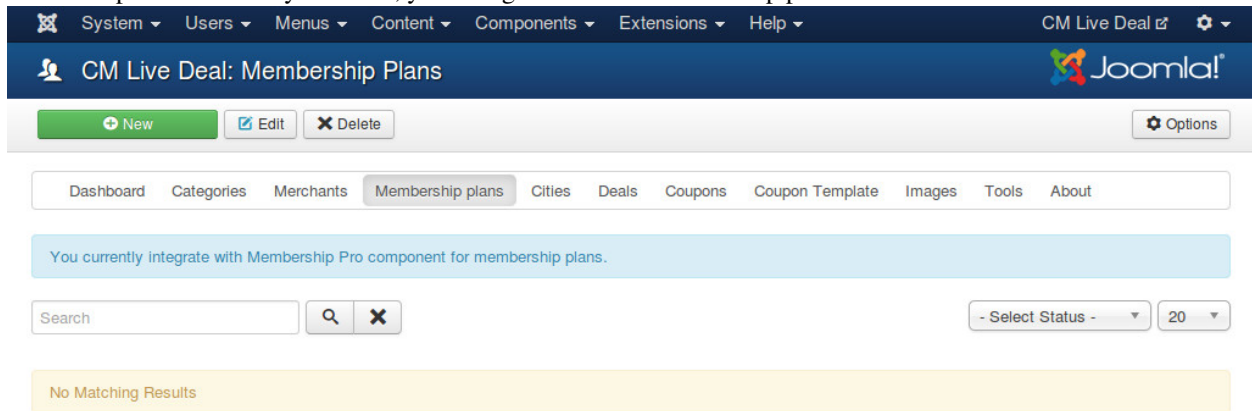 System Users Menus Content Components Extensions Help CM Live Deal
CM Live Deal: Membership Plans Joomla!®
New Edit Delete Options
Dashboard Categories Merchants Membership plans Cities Deals Coupons Coupon Template Images Tools About
You currently integrate with Membership Pro component for membership plans.
Search - Select Status - 20
No Matching Results